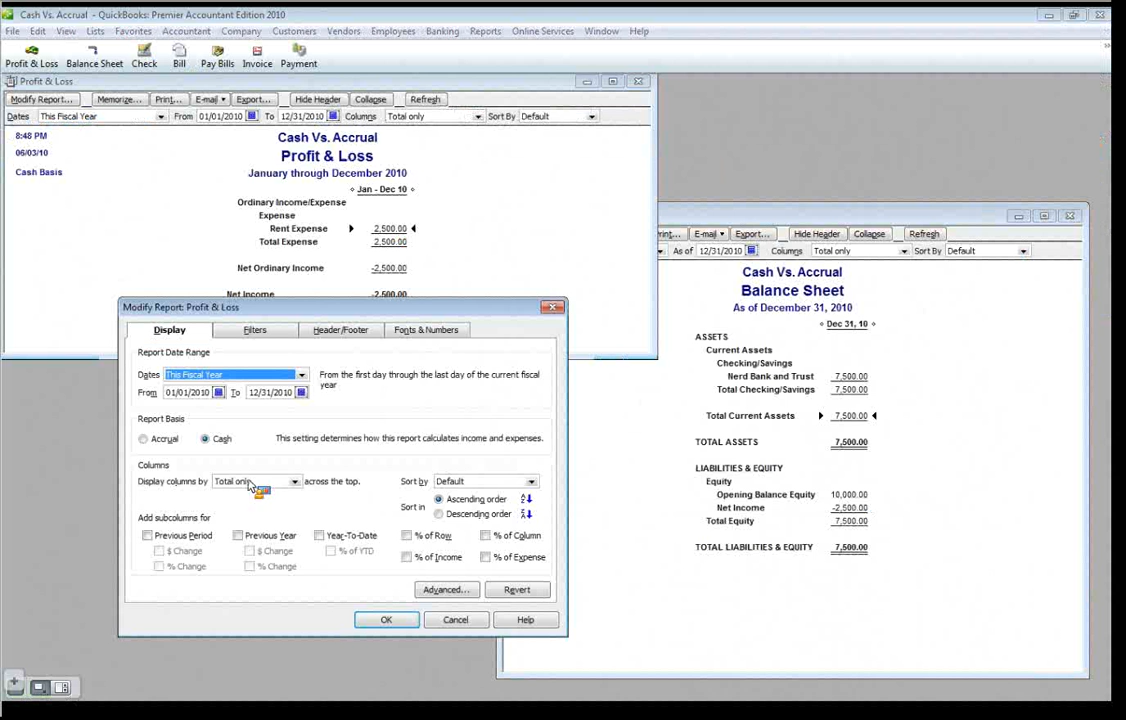 Cash Vs. Accrual - QuickBooks: Premier Accountant Edition 2010
File Edit View Lists Favorites Accountant Company Customers Vendors Employees Banking Reports Online Services Window Help
Profit & Loss Balance Sheet Check Bill Pay Bills Invoice Payment
Profit & Loss
Modify Report... Memorize... Print... E-mail Export... Hide Header Collapse Refresh
Dates This Fiscal Year From 01/01/2010 To 12/31/2010 Columns Total only Sort By Default
8:48 PM
06/03/10
Cash Basis
Cash Vs. Accrual
Profit & Loss
January through December 2010
Jan - Dec 10
Ordinary Income/Expense
Expense
Rent Expense 2,500.00
Total Expense 2,500.00
Net Ordinary Income -2,500.00
Net Income -2,500.00
E-mail Export... Hide Header Collapse Refresh
As of 12/31/2010 Columns Total only Sort By Default
Cash Vs. Accrual
Balance Sheet
As of December 31, 2010
Dec 31, 10
ASSETS
Current Assets
Checking/Savings
Nerd Bank and Trust 7,500.00
Total Checking/Savings 7,500.00
Total Current Assets 7,500.00
TOTAL ASSETS 7,500.00
LIABILITIES & EQUITY
Equity
Opening Balance Equity 10,000.00
Net Income -2,500.00
Total Equity 7,500.00
TOTAL LIABILITIES & EQUITY 7,500.00
Modify Report: Profit & Loss
Display Filters Header/Footer Fonts & Numbers
Report Date Range
Dates This Fiscal Year From the first day through the last day of the current fiscal
year
From 01/01/2010 To 12/31/2010
Report Basis
Accrual Cash This setting determines how this report calculates income and expenses.
Columns
Display columns by Total only across the top. Sort by Default
Sort in Ascending order
Descending order
Add subcolumns for
Previous Period Previous Year Year-To-Date % of Row % of Column
$ Change $ Change % of YTD % of Income % of Expense
% Change % Change
Advanced... Revert
OK Cancel Help